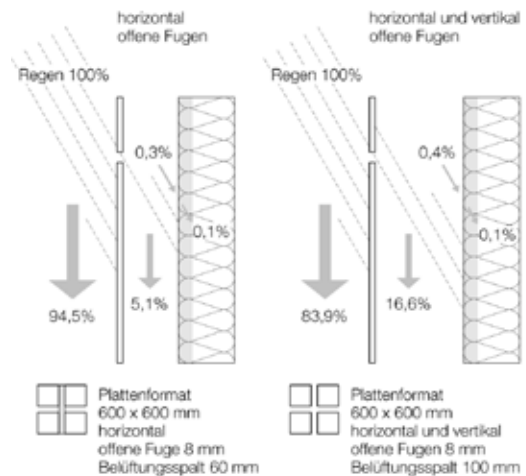 horizontal
offene Fugen
Regen 100%
0,3%
0,1%
5,1%
94,5%
Plattenformat
600 x 600 mm
horizontal
offene Fuge 8 mm
Belüftungsspalt 60 mm
horizontal und vertikal
offene Fugen
Regen 100%
0,4%
0,1%
16,6%
83,9%
Plattenformat
600 x 600 mm
horizontal und vertikal
offene Fugen 8 mm
Belüftungsspalt 100 mm